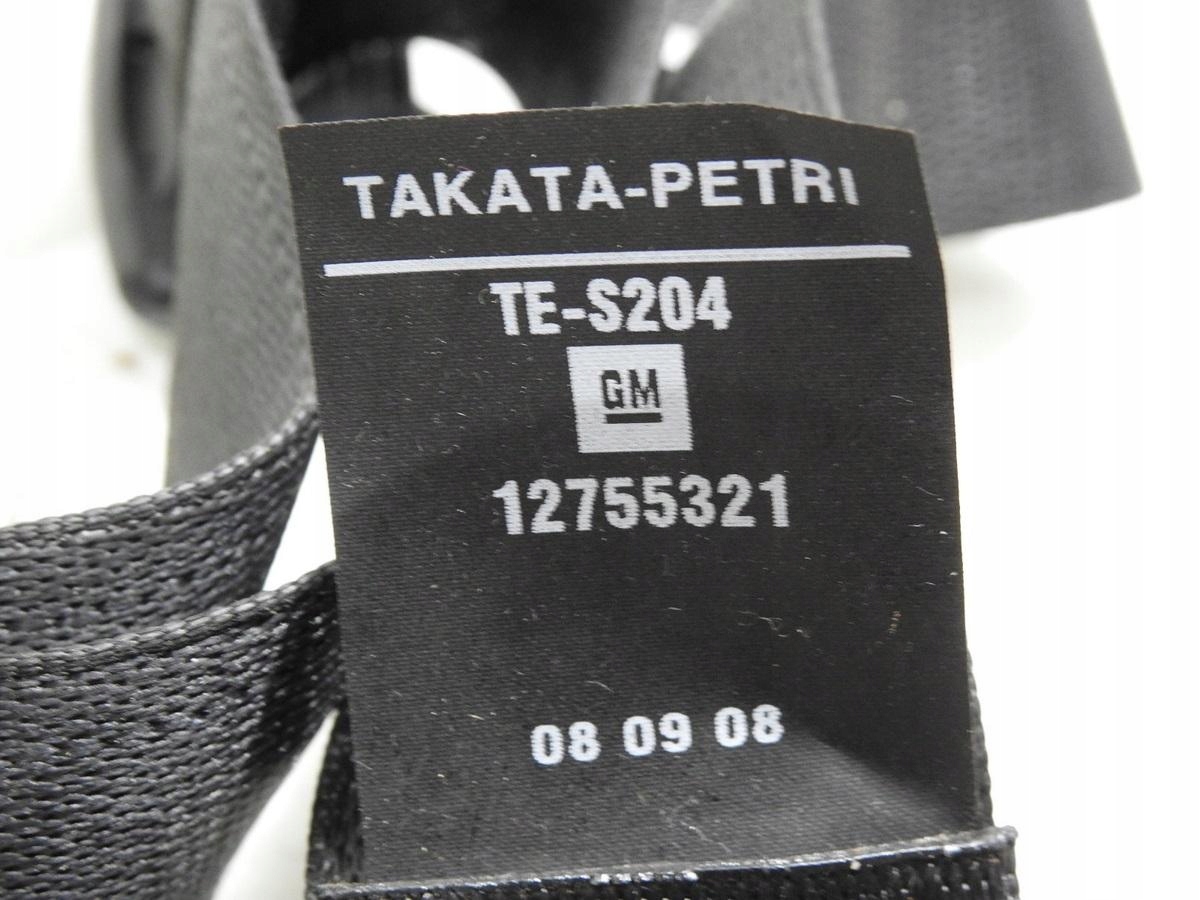 TAKATA-PETRI
TE-S204
GM
12755321
08 09 08